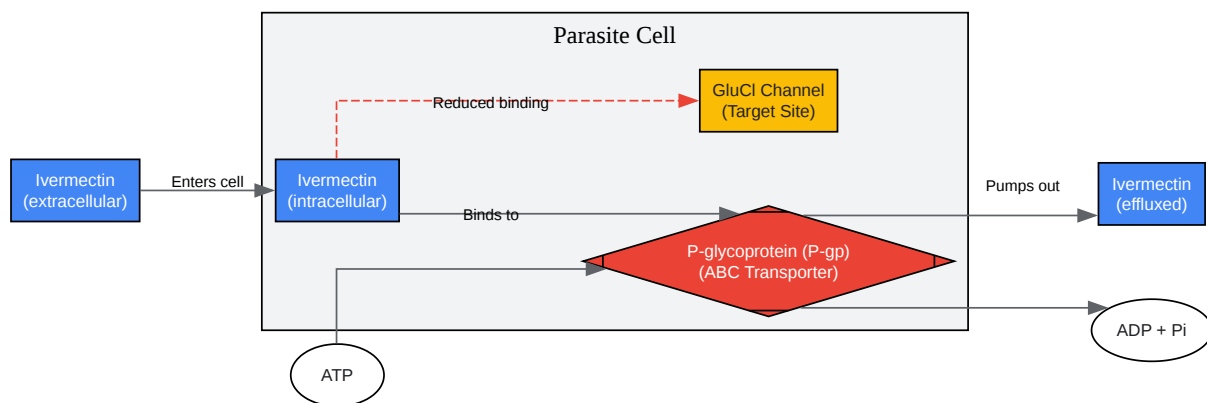 Parasite Cell
GluCl Channel
(Target Site)
Reduced binding
Ivermectin
(extracellular)
Enters cell
Ivermectin
(intracellular)
Binds to
Pumps out
Ivermectin
(effluxed)
P-glycoprotein (P-gp)
(ABC Transporter)
ADP + Pi
ATP